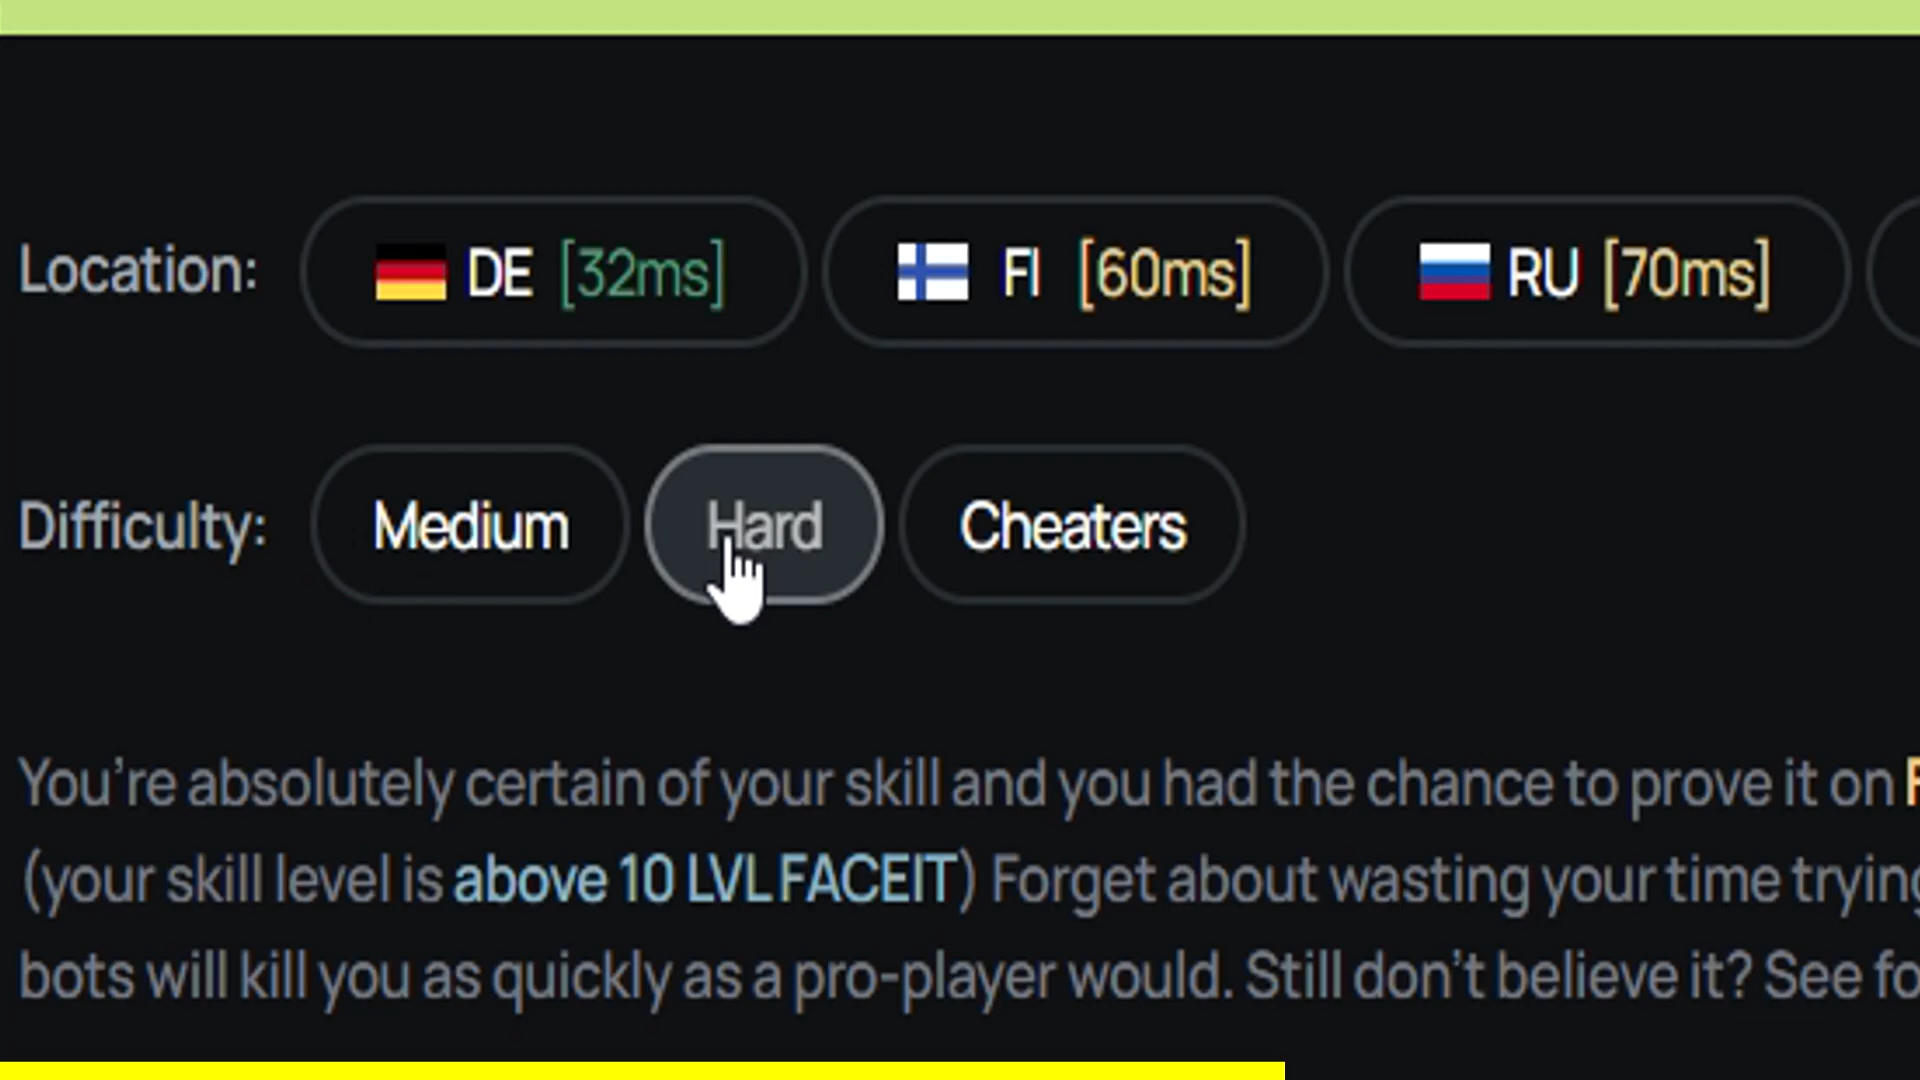 Location: DE [32ms] FI [60ms] RU [70ms]
Difficulty: Medium Hard Cheaters
You're absolutely certain of your skill and you had the chance to prove it on
(your skill level is above 10 LVL FACEIT) Forget about wasting your time trying
bots will kill you as quickly as a pro-player would. Still don't believe it? See